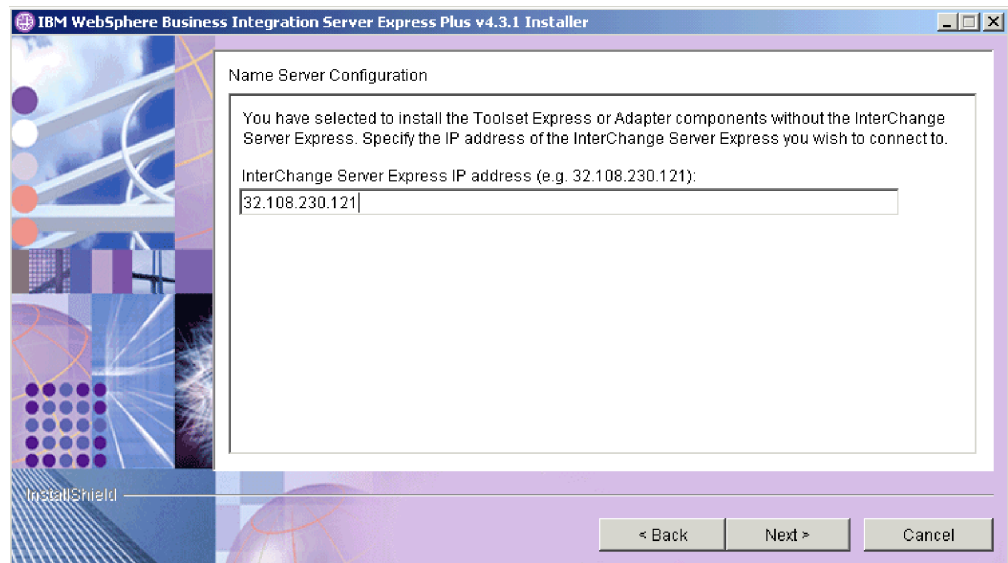 IBM WebSphere Business Integration Server Express Plus v4.3.1 Installer
Name Server Configuration
You have selected to install the Toolset Express or Adapter components without the InterChange
Server Express. Specify the IP address of the InterChange Server Express you wish to connect to.
InterChange Server Express IP address (e.g. 32.108.230.121):
32.108.230.121
InstallShield
< Back
Next >
Cancel